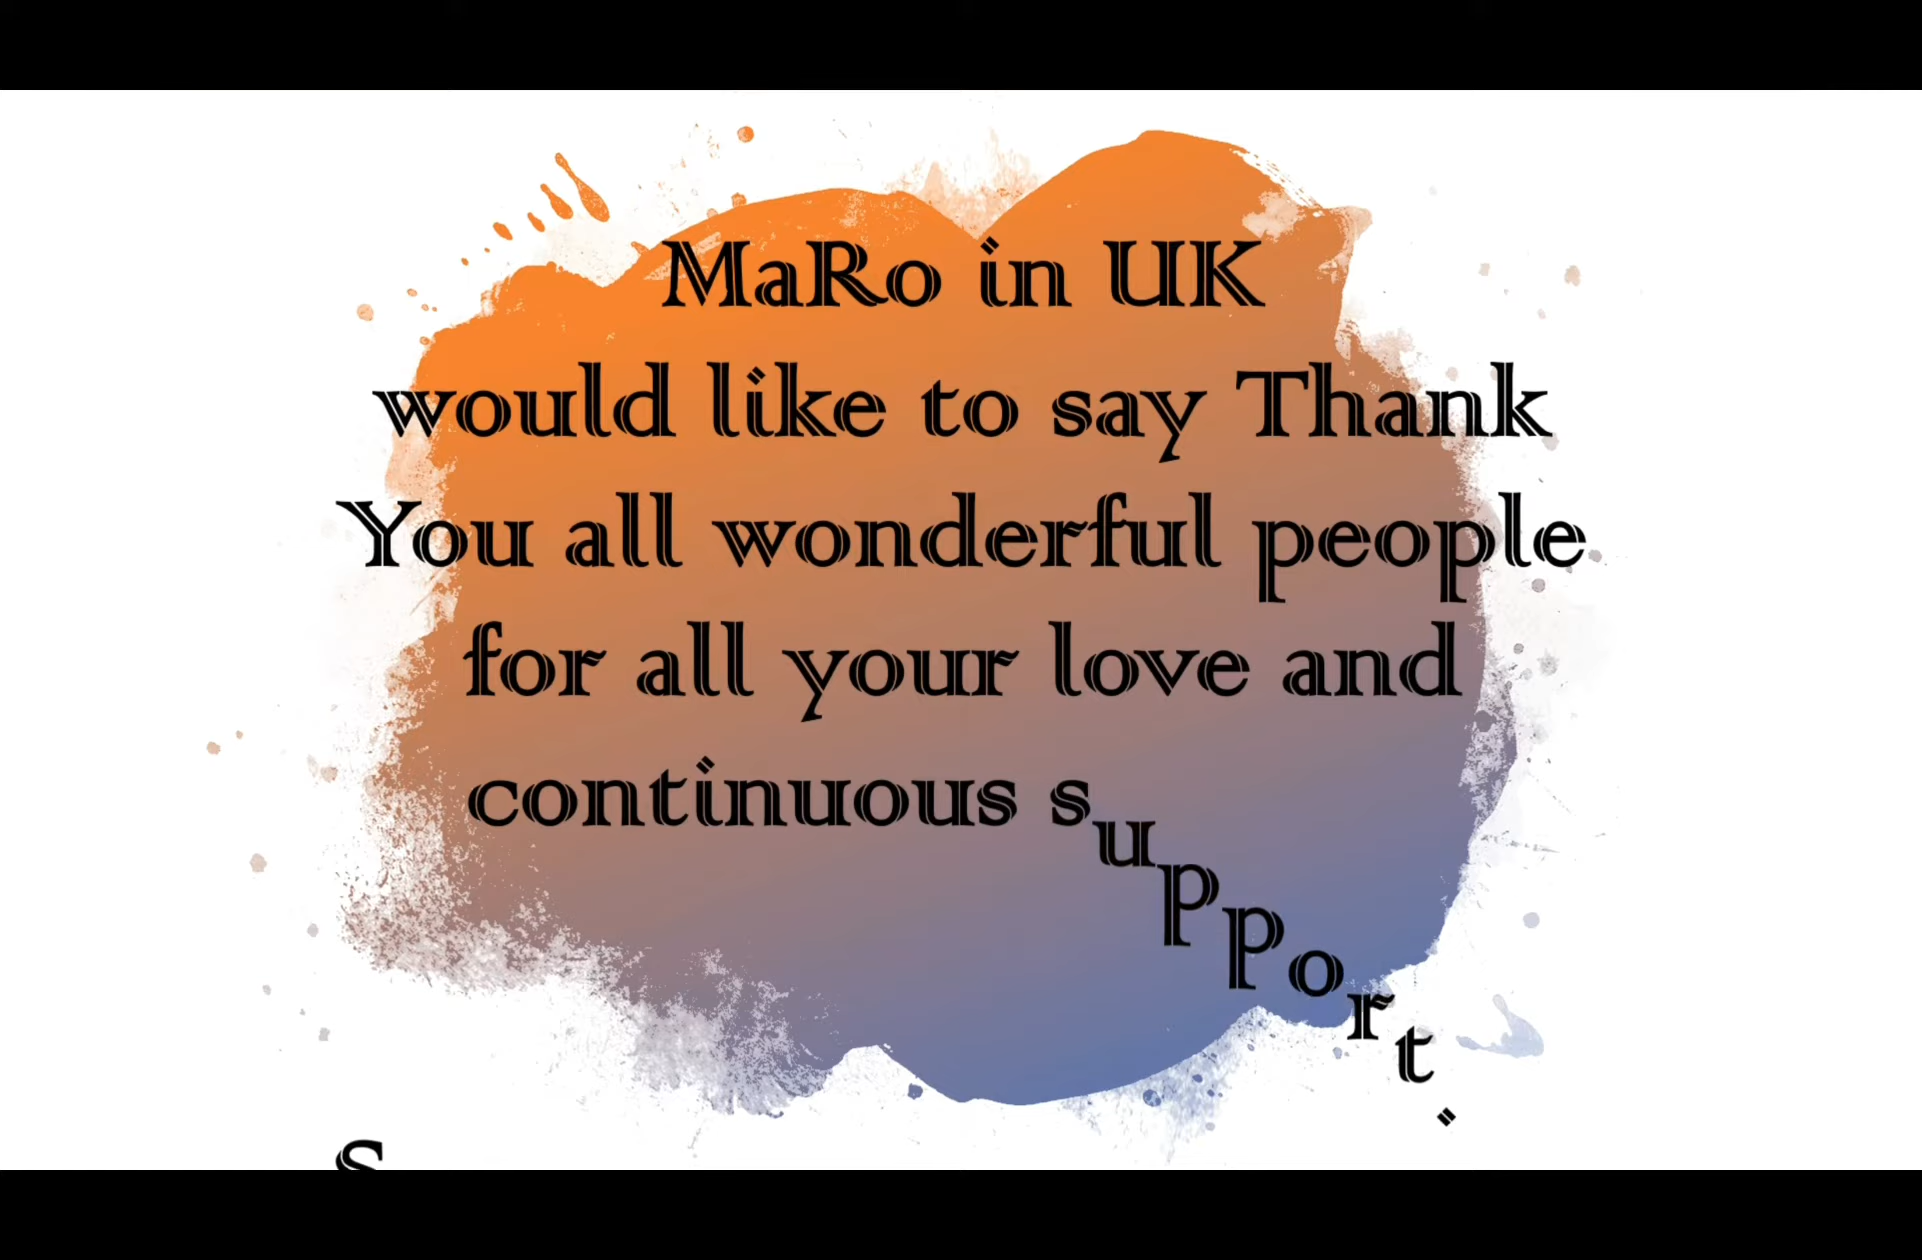 MaRo in UK
would like to say Thank
You all wonderful people
for all your love and
continuous support.
s